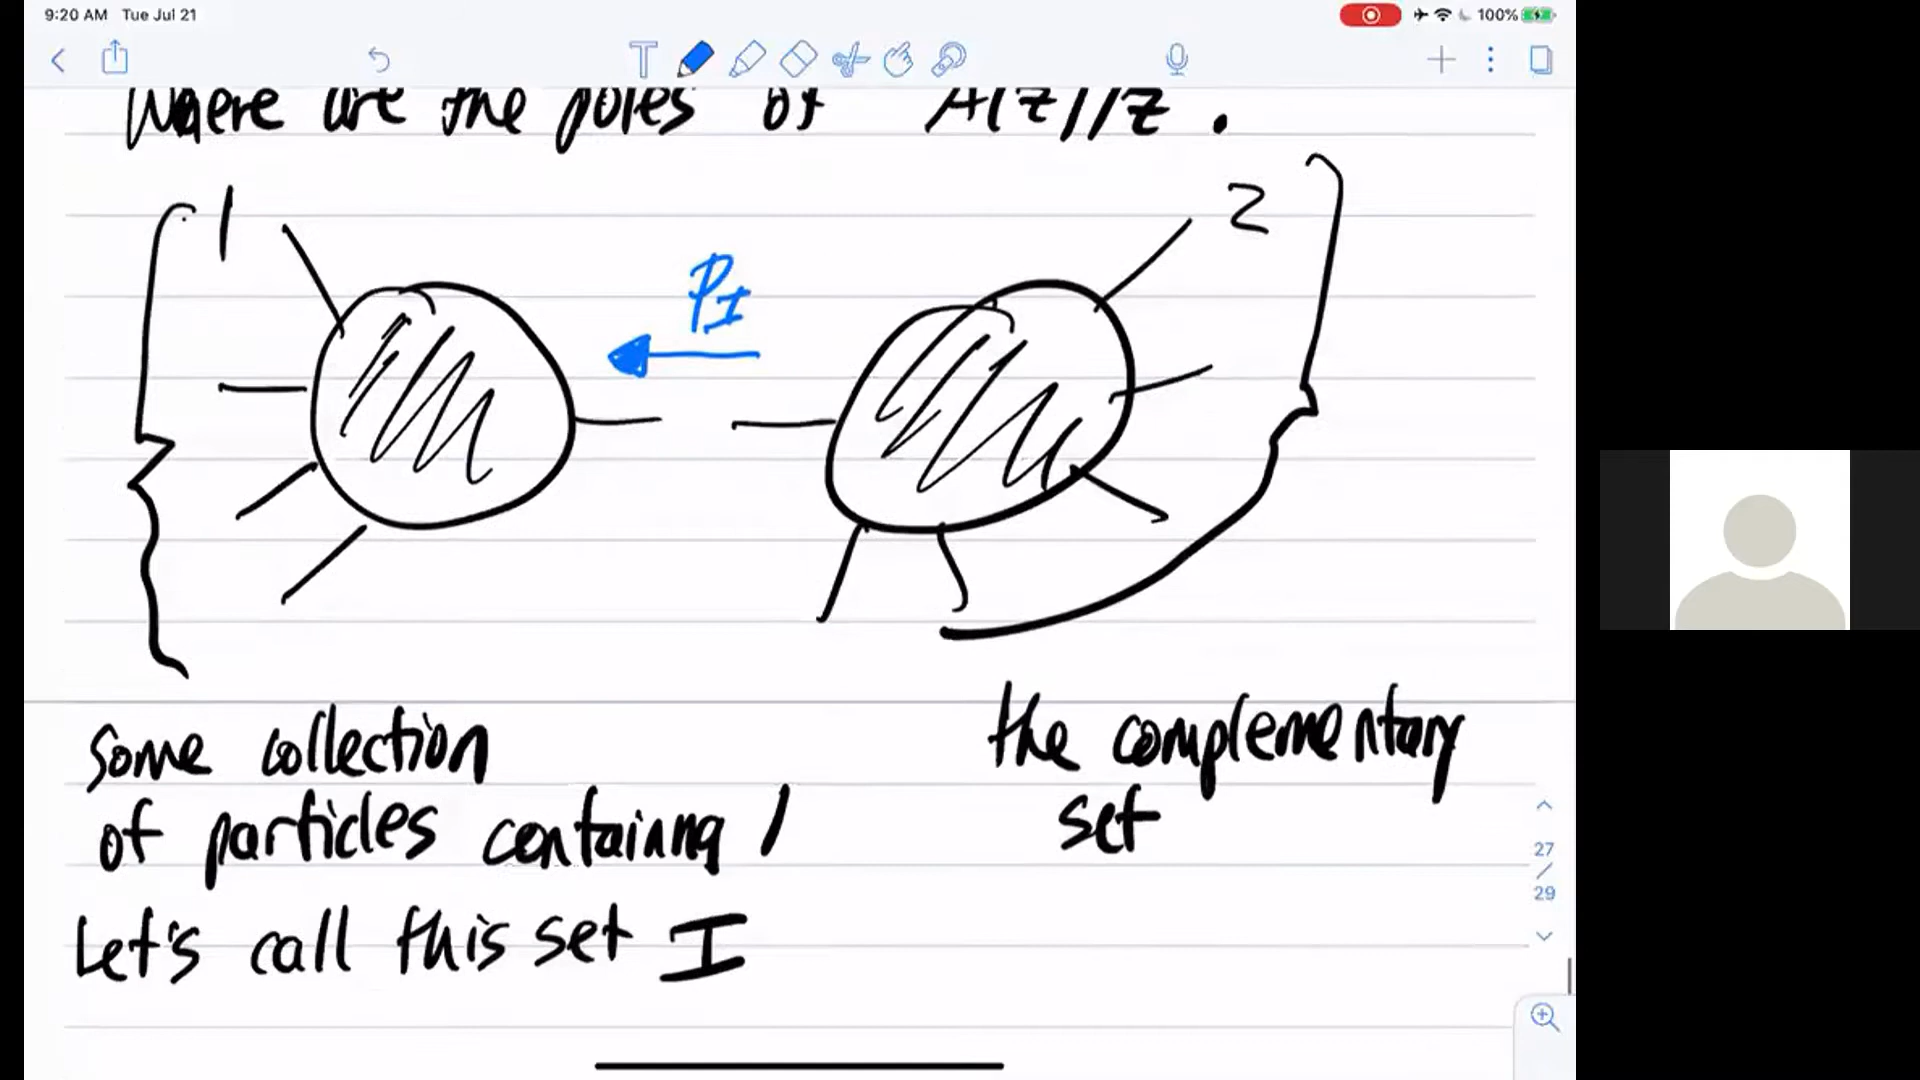 9:20 AM Tue Jul 21
100%
T
Where are the poles of A(z)/z .
1
2
P_I
some collection
of particles containing 1
the complementary
set
Let's call this set I
27
/
29